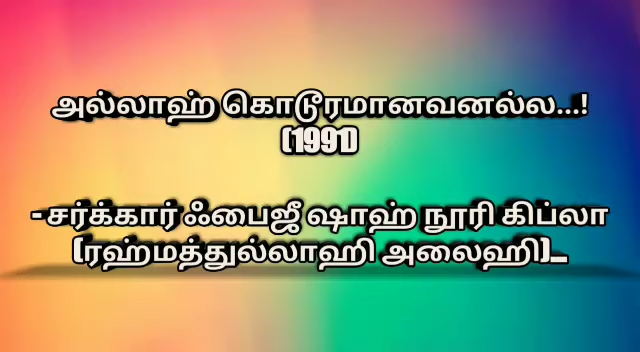 அல்லாஹ் கொடூரமானவனல்ல...!
(1991)
- சர்க்கார் ஃபைஜீ ஷாஹ் நூரி கிப்லா
(ரஹ்மத்துல்லாஹி அலைஹி)...